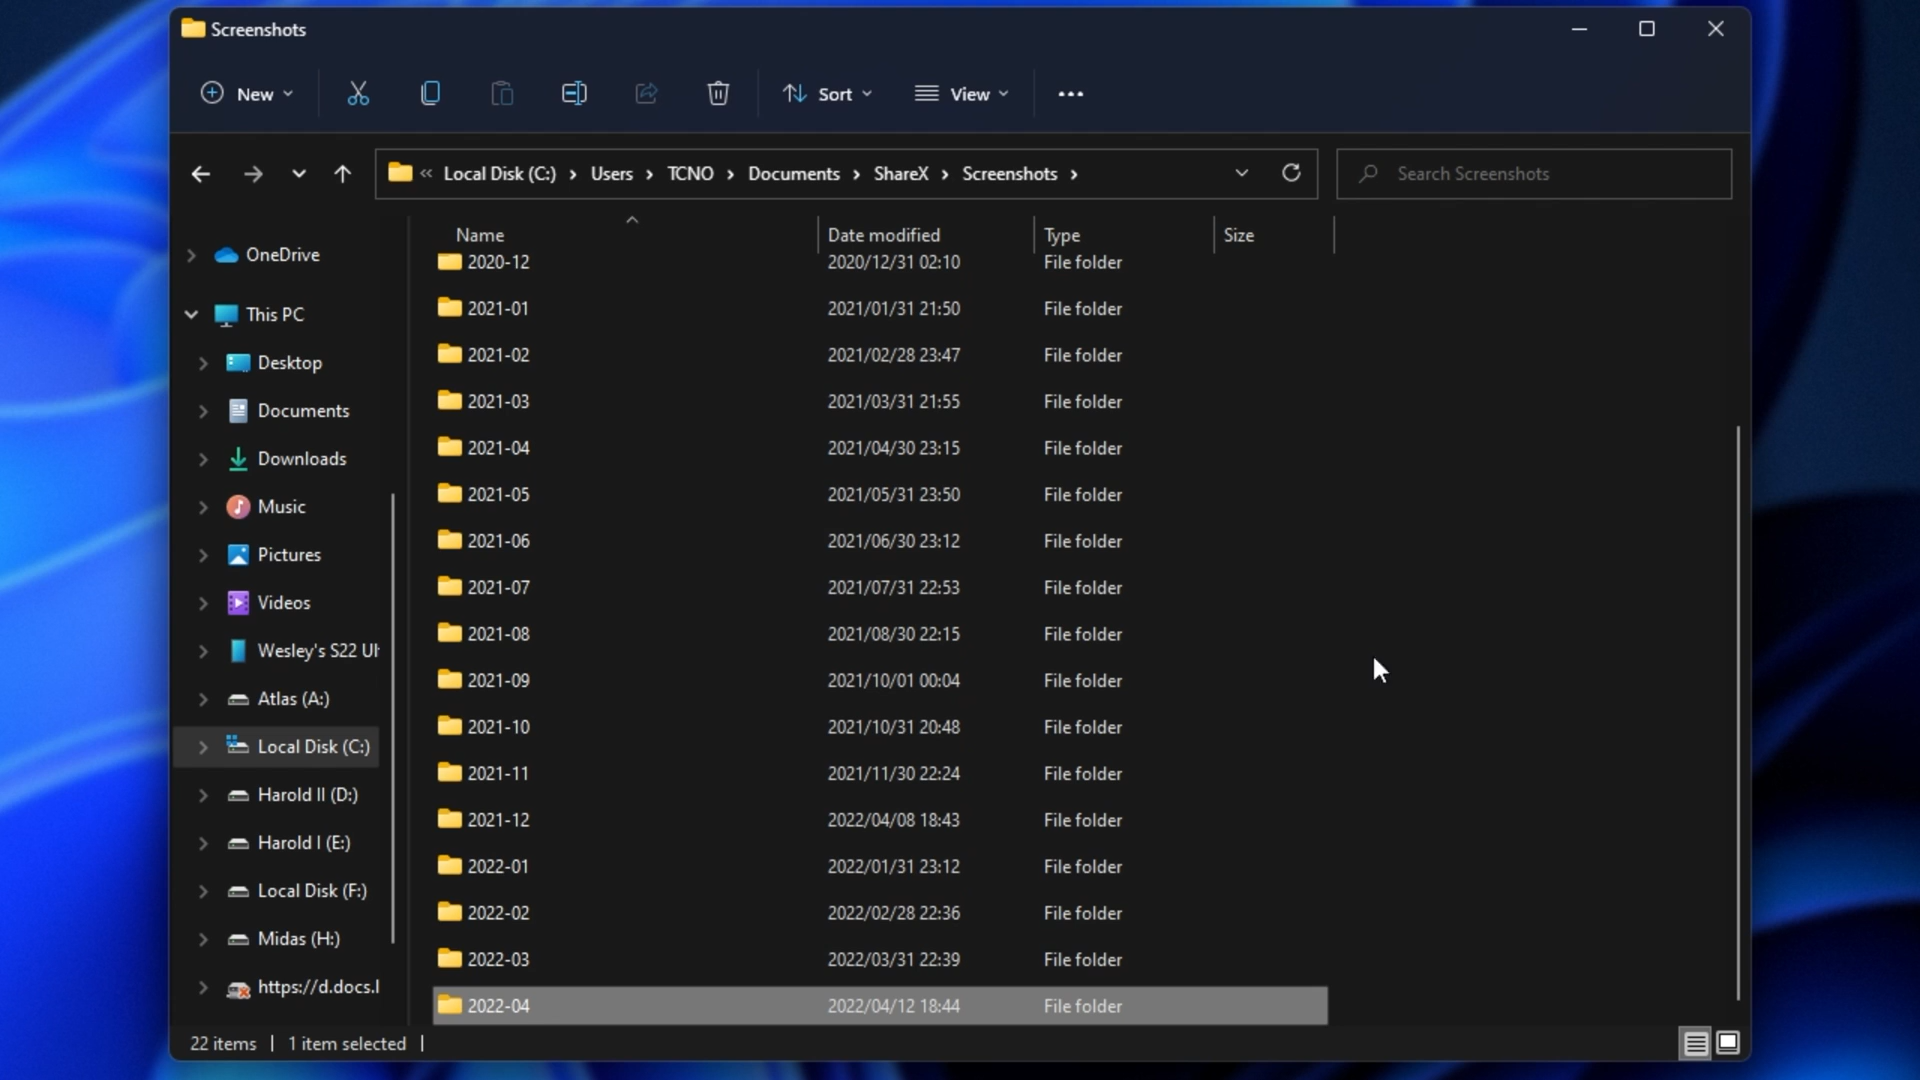 Screenshots
New
Sort
View
« Local Disk (C:) › Users › TCNO › Documents › ShareX › Screenshots ›
Search Screenshots
OneDrive
This PC
Desktop
Documents
Downloads
Music
Pictures
Videos
Wesley's S22 Ul
Atlas (A:)
Local Disk (C:)
Harold II (D:)
Harold I (E:)
Local Disk (F:)
Midas (H:)
https://d.docs.l
Name Date modified Type Size
2020-12 2020/12/31 02:10 File folder
2021-01 2021/01/31 21:50 File folder
2021-02 2021/02/28 23:47 File folder
2021-03 2021/03/31 21:55 File folder
2021-04 2021/04/30 23:15 File folder
2021-05 2021/05/31 23:50 File folder
2021-06 2021/06/30 23:12 File folder
2021-07 2021/07/31 22:53 File folder
2021-08 2021/08/30 22:15 File folder
2021-09 2021/10/01 00:04 File folder
2021-10 2021/10/31 20:48 File folder
2021-11 2021/11/30 22:24 File folder
2021-12 2022/04/08 18:43 File folder
2022-01 2022/01/31 23:12 File folder
2022-02 2022/02/28 22:36 File folder
2022-03 2022/03/31 22:39 File folder
2022-04 2022/04/12 18:44 File folder
22 items | 1 item selected |